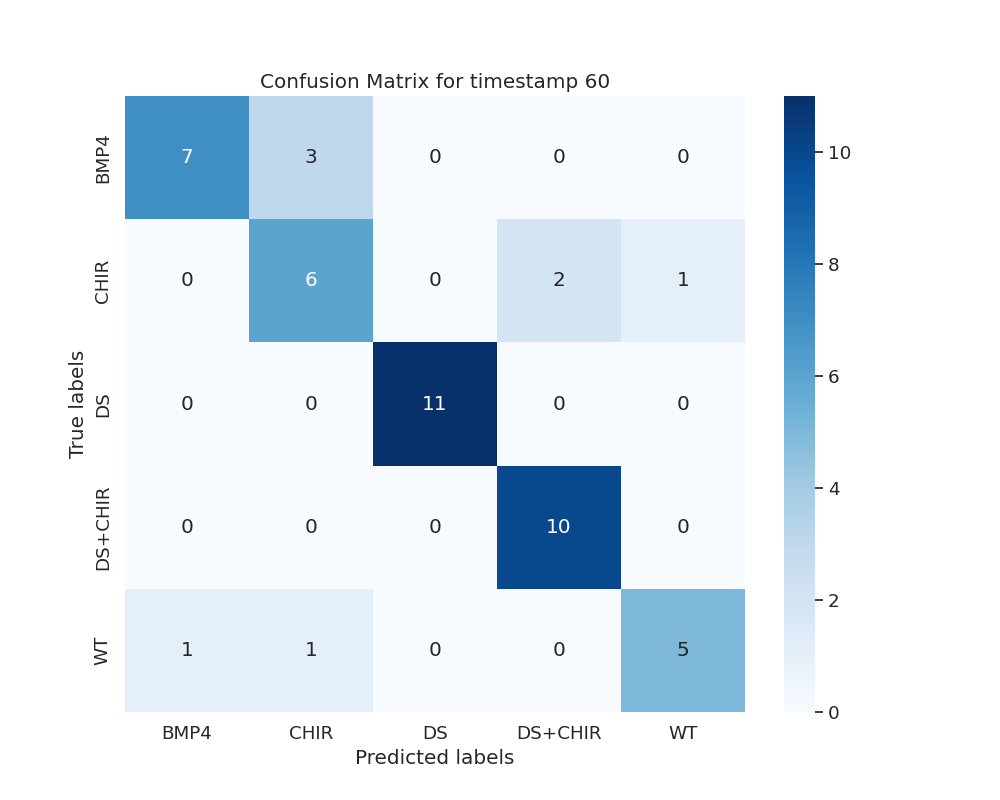 Confusion Matrix for timestamp 60
BMP4 7 3 0 0 0
CHIR 0 6 0 2 1
DS 0 0 11 0 0
DS+CHIR 0 0 0 10 0
WT 1 1 0 0 5
BMP4 CHIR DS DS+CHIR WT
Predicted labels
True labels
10
8
6
4
2
0